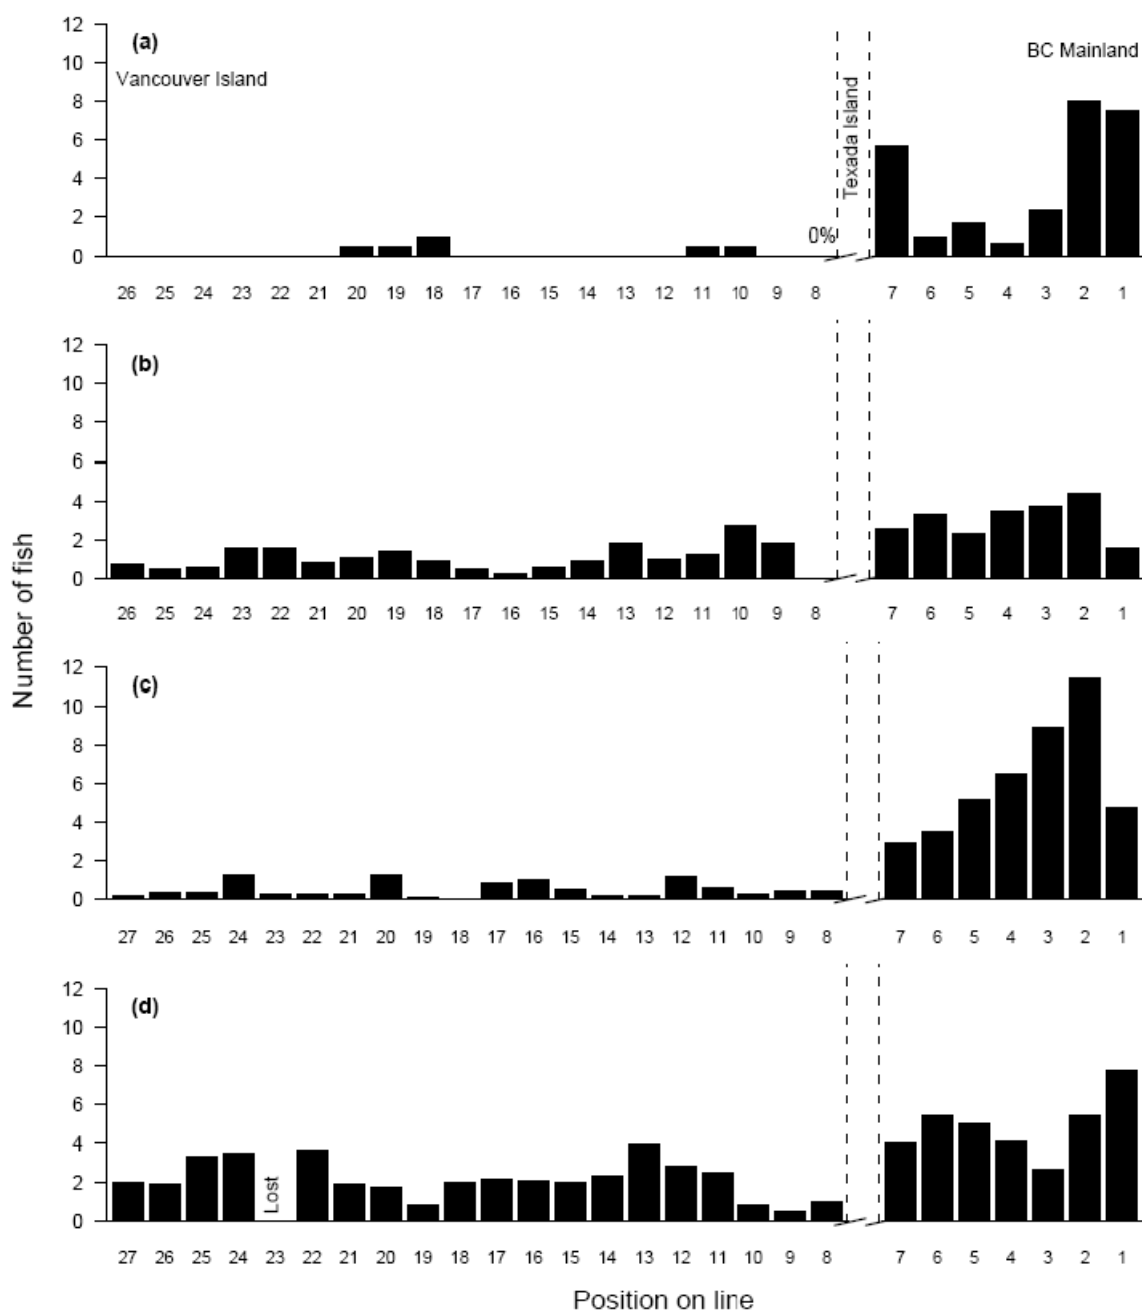 Number of fish
12
(a)
BC Mainland
10
Vancouver Island
8
Texada Island
6
4
2
0%
0
26 25 24 23 22 21 20 19 18 17 16 15 14 13 12 11 10 9 8 7 6 5 4 3 2 1
12
(b)
10
8
6
4
2
0
26 25 24 23 22 21 20 19 18 17 16 15 14 13 12 11 10 9 8 7 6 5 4 3 2 1
12
(c)
10
8
6
4
2
0
27 26 25 24 23 22 21 20 19 18 17 16 15 14 13 12 11 10 9 8 7 6 5 4 3 2 1
12
(d)
10
8
6
4
2
Lost
0
27 26 25 24 23 22 21 20 19 18 17 16 15 14 13 12 11 10 9 8 7 6 5 4 3 2 1
Position on line